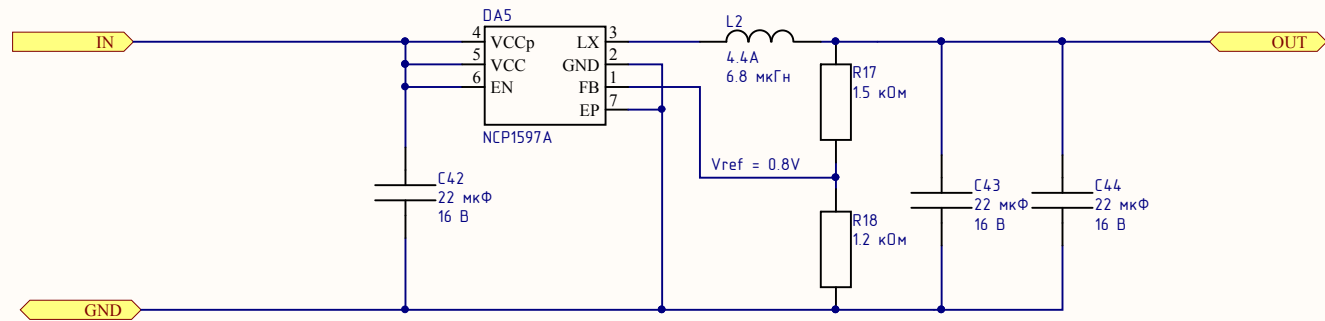 DA5
L2
IN
4
VCCp
LX
3
OUT
5
VCC
GND
2
4.4А
6.8 мкГн
R17
1.5 кОм
6
EN
FB
1
EP
7
NCP1597A
Vref = 0.8V
C42
22 мкФ
16 В
C43
22 мкФ
16 В
C44
22 мкФ
16 В
R18
1.2 кОм
GND